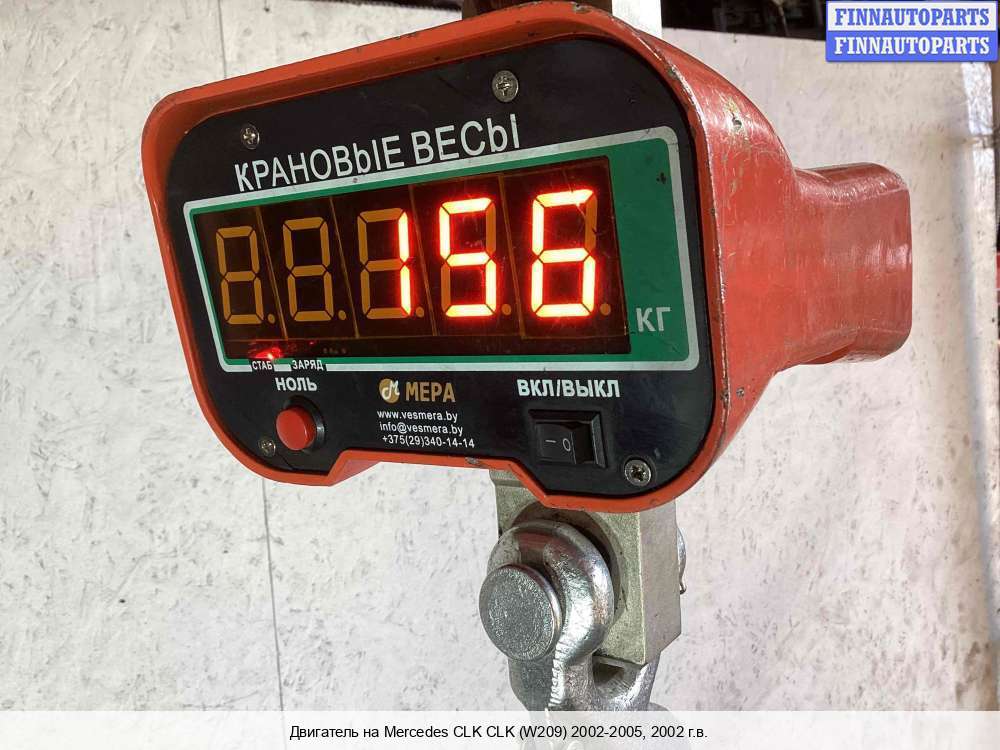 FINNAUTOPARTS
FINNAUTOPARTS
КРАНОВЫЕ ВЕСЫ
156
КГ
СТАБ ЗАРЯД
НОЛЬ
МЕРА
ВКЛ/ВЫКЛ
www.vesmera.by
info@vesmera.by
+375(29)340-14-14
Двигатель на Mercedes CLK CLK (W209) 2002-2005, 2002 г.в.